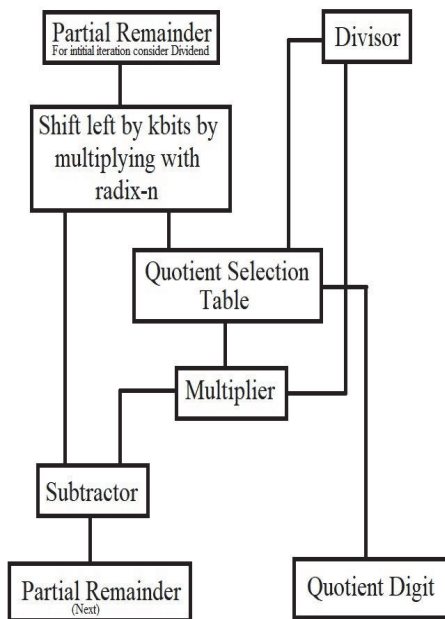 Partial Remainder
For intitial iteration consider Dividend
Divisor
Shift left by kbits by
multiplying with
radix-n
Quotient Selection
Table
Multiplier
Subtractor
Partial Remainder
(Next)
Quotient Digit